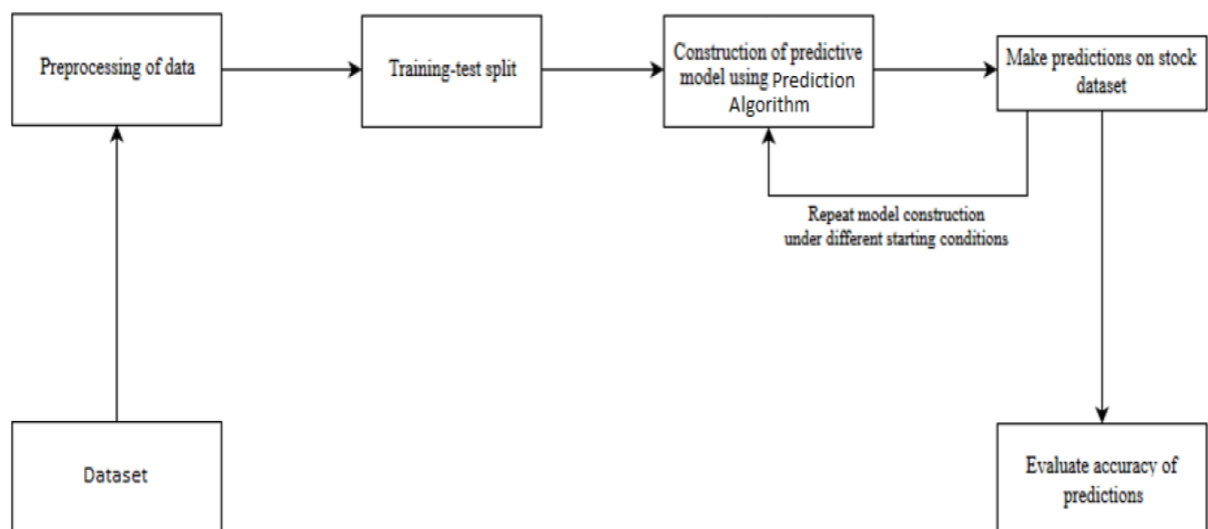 Preprocessing of data
Training-test split
Construction of predictive
model using Prediction
Algorithm
Make predictions on stock
dataset
Repeat model construction
under different starting conditions
Dataset
Evaluate accuracy of
predictions